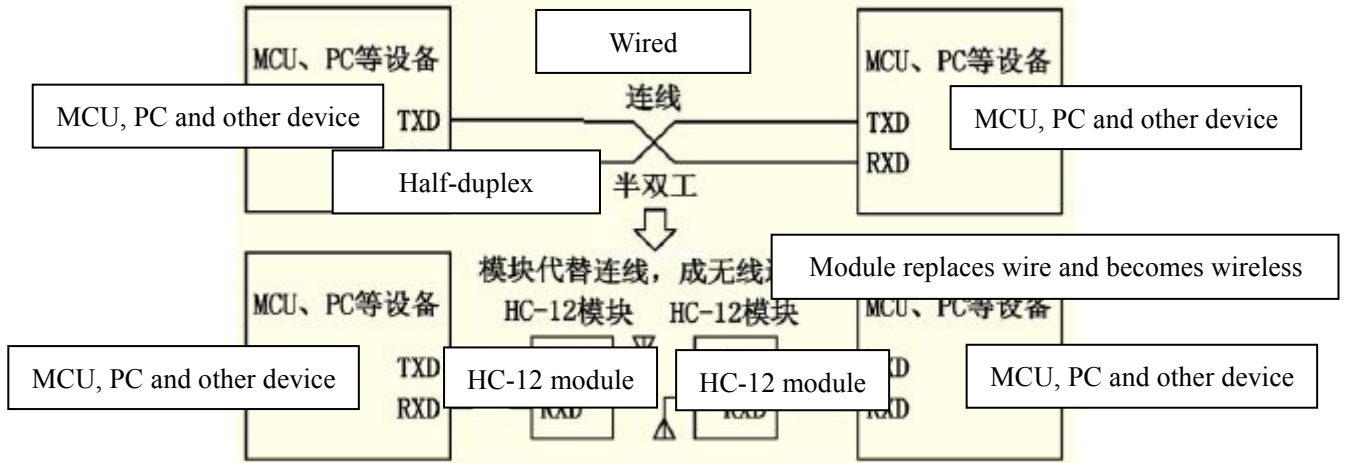 MCU、PC等设备
Wired
MCU、PC等设备
MCU, PC and other device
TXD
连线
TXD
MCU, PC and other device
Half-duplex
半双工
RXD
模块代替连线，成无线
Module replaces wire and becomes wireless
MCU、PC等设备
HC-12模块
HC-12模块
MCU、PC等设备
MCU, PC and other device
TXD
HC-12 module
HC-12 module
MCU, PC and other device
RXD
RXD
RXD